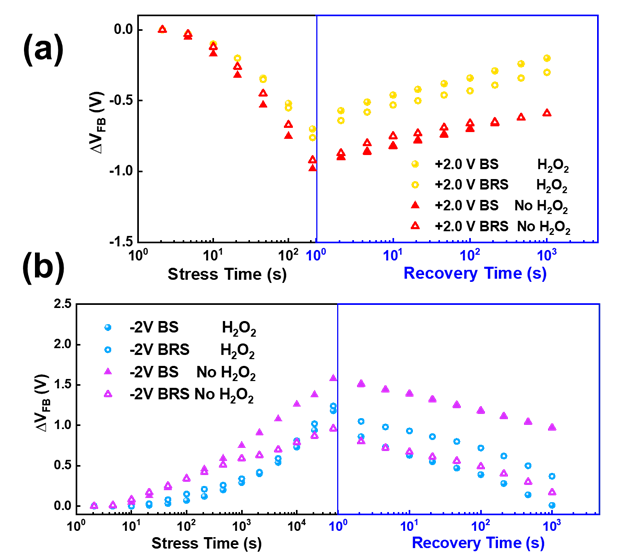 (a)
0.0
-0.5
-1.0
-1.5
ΔV_FB (V)
+2.0 V BS H₂O₂
+2.0 V BRS H₂O₂
+2.0 V BS No H₂O₂
+2.0 V BRS No H₂O₂
10⁰ 10¹ 10² 10⁰ 10¹ 10² 10³
Stress Time (s) Recovery Time (s)
(b)
2.5
2.0
1.5
1.0
0.5
0.0
ΔV_FB (V)
-2V BS H₂O₂
-2V BRS H₂O₂
-2V BS No H₂O₂
-2V BRS No H₂O₂
10⁰ 10¹ 10² 10³ 10⁴ 10⁰ 10¹ 10² 10³
Stress Time (s) Recovery Time (s)